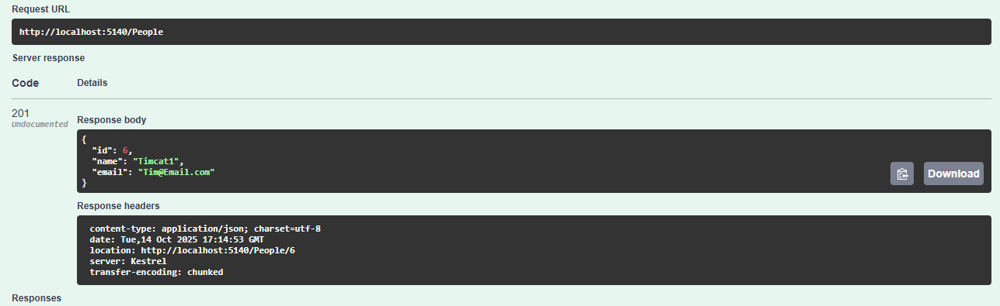 Request URL
http://localhost:5140/People
Server response
Code Details
201
Undocumented
Response body
{
  "id": 6,
  "name": "Timcat1",
  "email": "Tim@Email.com"
}
Download
Response headers
content-type: application/json; charset=utf-8
date: Tue,14 Oct 2025 17:14:53 GMT
location: http://localhost:5140/People/6
server: Kestrel
transfer-encoding: chunked
Responses